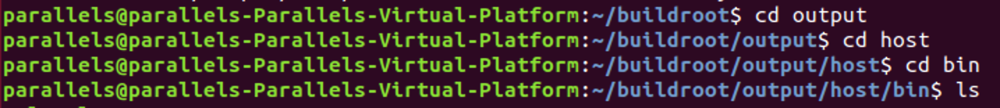 parallels@parallels-Parallels-Virtual-Platform:~/buildroot$ cd output
parallels@parallels-Parallels-Virtual-Platform:~/buildroot/output$ cd host
parallels@parallels-Parallels-Virtual-Platform:~/buildroot/output/host$ cd bin
parallels@parallels-Parallels-Virtual-Platform:~/buildroot/output/host/bin$ ls